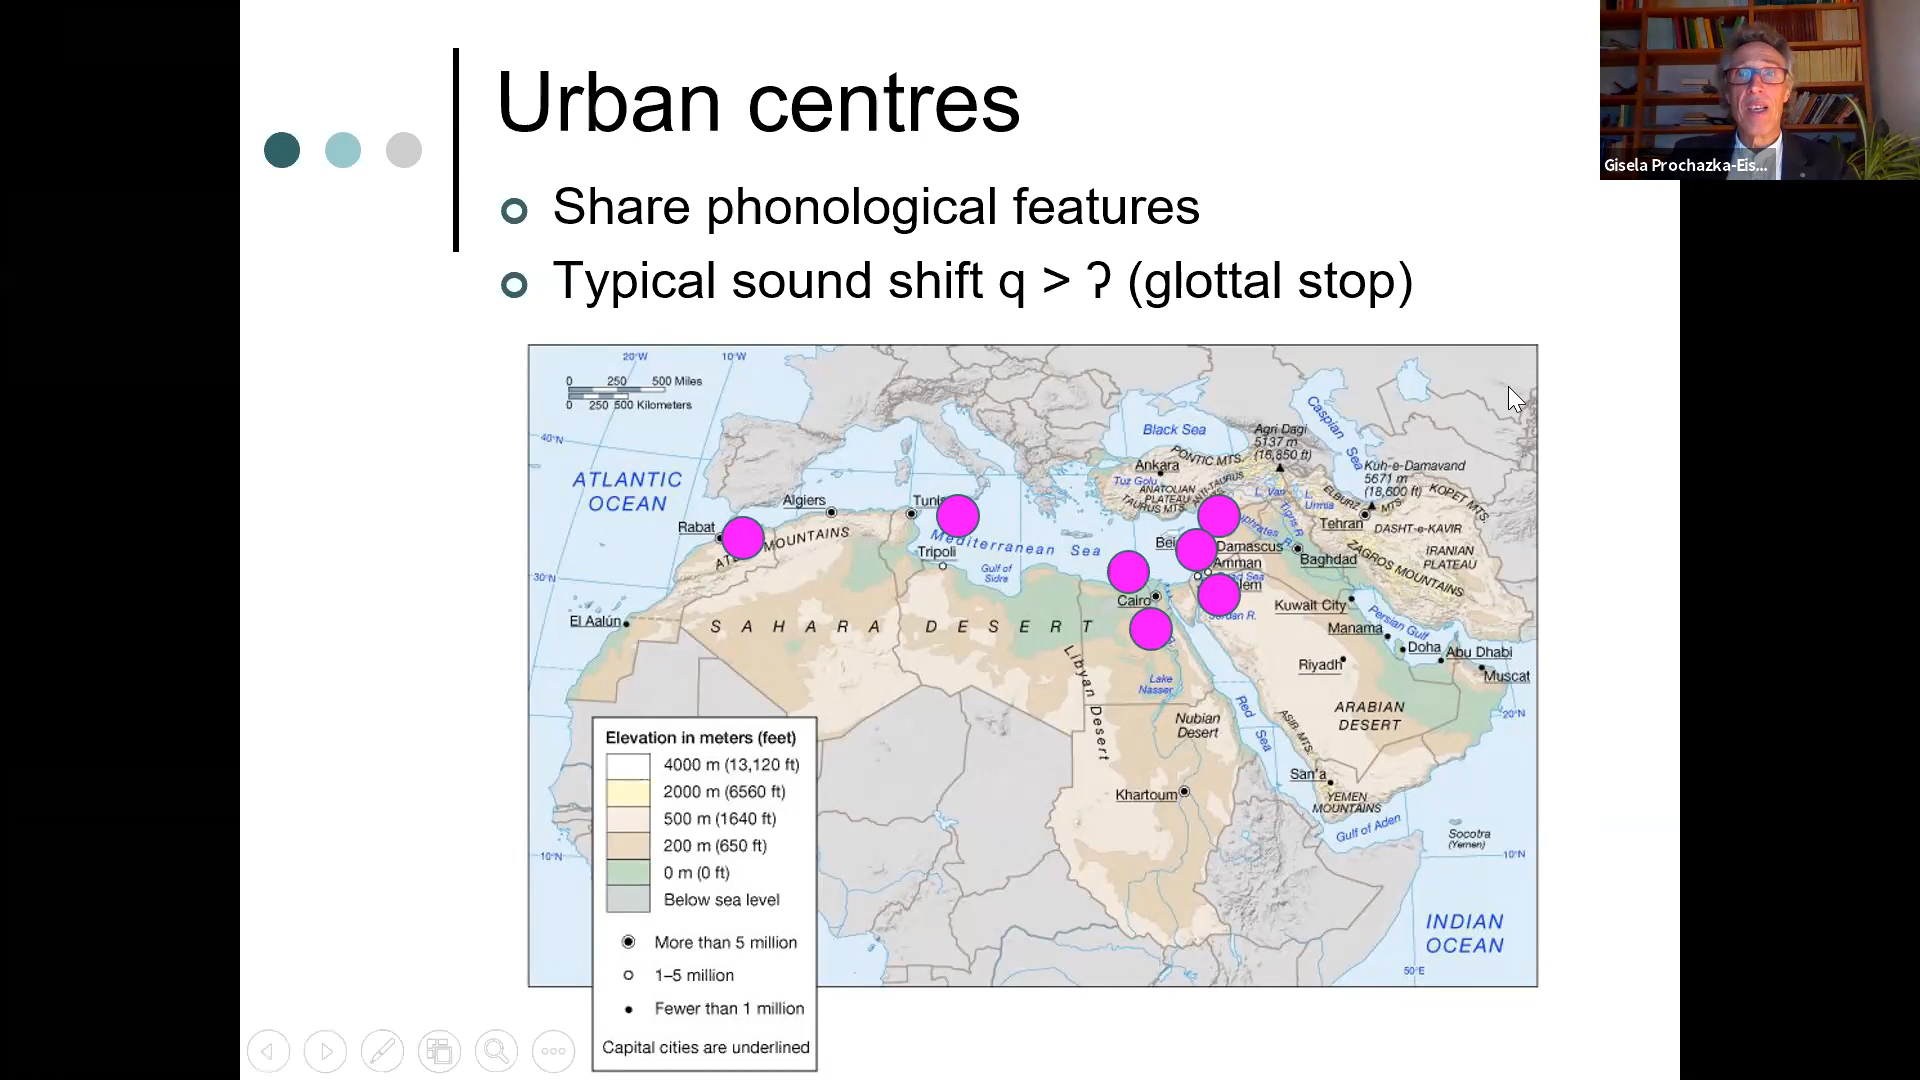 Urban centres
Share phonological features
Typical sound shift q > ʔ (glottal stop)
Gisela Prochazka-Eis...
20°W
10°W
0 250 500 Miles
0 250 500 Kilometers
40°N
ATLANTIC
OCEAN
Black Sea
Caspian
Sea
Agri Dagi
5137 m
(16,850 ft)
Kuh-e-Damavand
5671 m
(18,600 ft)
Ankara
PONTIC MTS.
Tuz Golu
ANATOLIAN
PLATEAU
TAURUS MTS.
ANTI-TAURUS
L. Van
L.
Urmia
ELBURZ
MTS.
KOPET MTS.
Tigris R.
Tehran
DASHT-e-KAVIR
Algiers
Tunis
Rabat
MOUNTAINS
Mediterranean Sea
Tripoli
Gulf of
Sidra
Bei
Damascus
Baghdad
Amman
ZAGROS MOUNTAINS
IRANIAN
PLATEAU
30°N
Cairo
Jordan R.
Kuwait City
Persian Gulf
El Aalún
SAHARA DESERT
Manama
Doha
Abu Dhabi
Riyadh
Muscat
Libyan Desert
Lake
Nasser
Red
Sea
Nubian
Desert
ARABIAN
DESERT
20°N
ASIR MTS.
San'a
YEMEN
MOUNTAINS
Khartoum
Gulf of Aden
Socotra
(Yemen)
10°N
10°N
INDIAN
OCEAN
50°E
Elevation in meters (feet)
4000 m (13,120 ft)
2000 m (6560 ft)
500 m (1640 ft)
200 m (650 ft)
0 m (0 ft)
Below sea level
More than 5 million
1–5 million
Fewer than 1 million
Capital cities are underlined